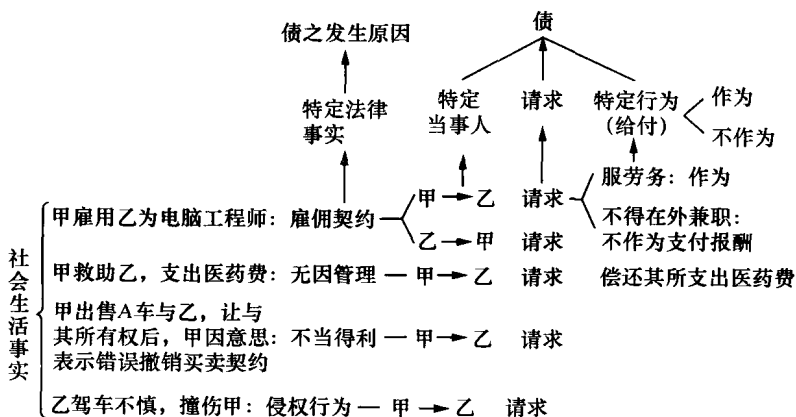 债之发生原因
债
特定法律
事实
特定
当事人
请求
特定行为
(给付)
作为
不作为
社会生活事实
甲雇用乙为电脑工程师：雇佣契约
甲 乙 请求
服劳务：作为
不得在外兼职：
不作为支付报酬
乙 甲 请求
甲救助乙，支出医药费：无因管理 — 甲 乙 请求 偿还其所支出医药费
甲出售A车与乙，让与
其所有权后，甲因意思：不当得利 — 甲 乙 请求
表示错误撤销买卖契约
乙驾车不慎，撞伤甲：侵权行为 — 甲 乙 请求